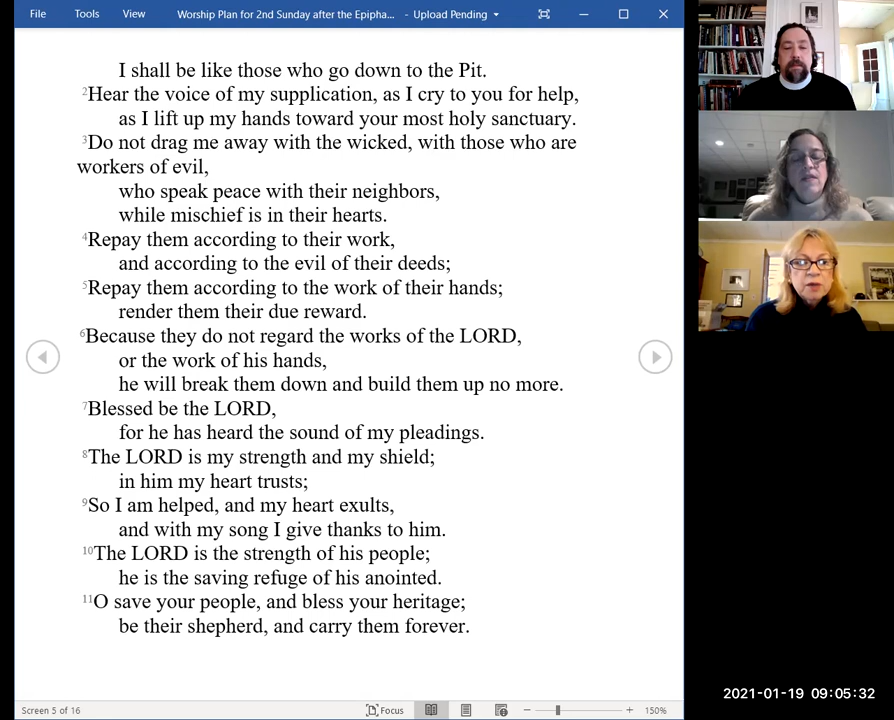 File Tools View Worship Plan for 2nd Sunday after the Epipha... - Upload Pending
I shall be like those who go down to the Pit.
2Hear the voice of my supplication, as I cry to you for help,
as I lift up my hands toward your most holy sanctuary.
3Do not drag me away with the wicked, with those who are
workers of evil,
who speak peace with their neighbors,
while mischief is in their hearts.
4Repay them according to their work,
and according to the evil of their deeds;
5Repay them according to the work of their hands;
render them their due reward.
6Because they do not regard the works of the LORD,
or the work of his hands,
he will break them down and build them up no more.
7Blessed be the LORD,
for he has heard the sound of my pleadings.
8The LORD is my strength and my shield;
in him my heart trusts;
9So I am helped, and my heart exults,
and with my song I give thanks to him.
10The LORD is the strength of his people;
he is the saving refuge of his anointed.
11O save your people, and bless your heritage;
be their shepherd, and carry them forever.
2021-01-19 09:05:32
Screen 5 of 16 Focus 150%